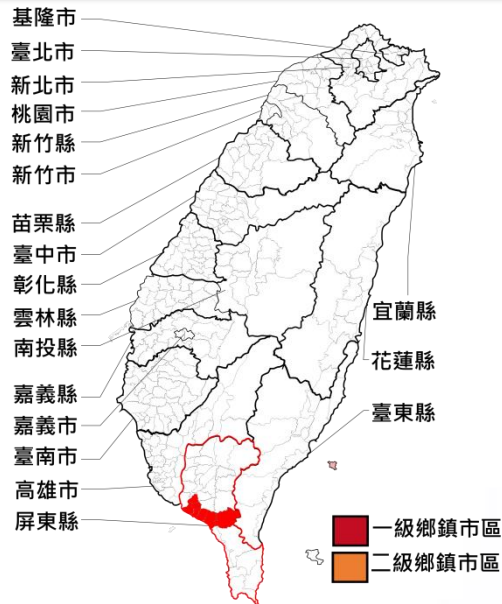 基隆市
臺北市
新北市
桃園市
新竹縣
新竹市
苗栗縣
臺中市
彰化縣
雲林縣
南投縣
嘉義縣
嘉義市
臺南市
高雄市
屏東縣
宜蘭縣
花蓮縣
臺東縣
一級鄉鎮市區
二級鄉鎮市區